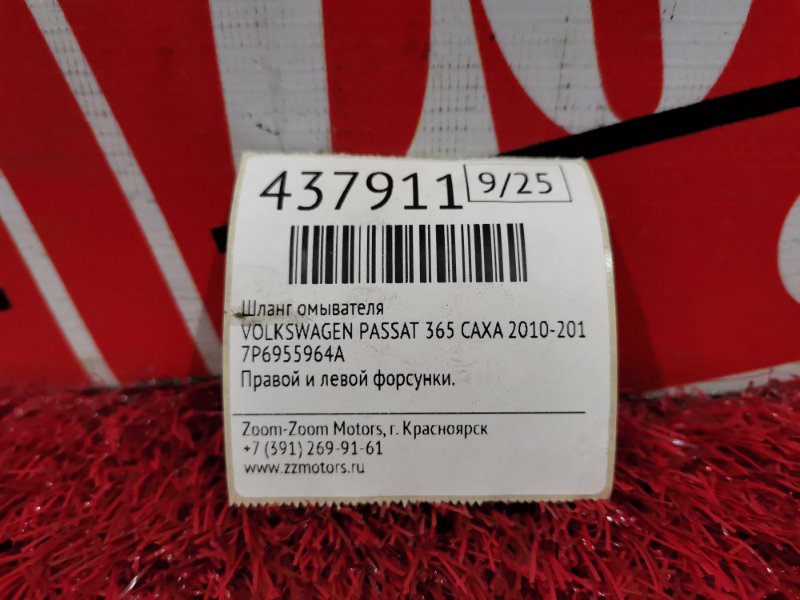 437911 9/25
Шланг омывателя
VOLKSWAGEN PASSAT 365 CAXA 2010-201
7P6955964A
Правой и левой форсунки.
Zoom-Zoom Motors, г. Красноярск
+7 (391) 269-91-61
www.zzmotors.ru